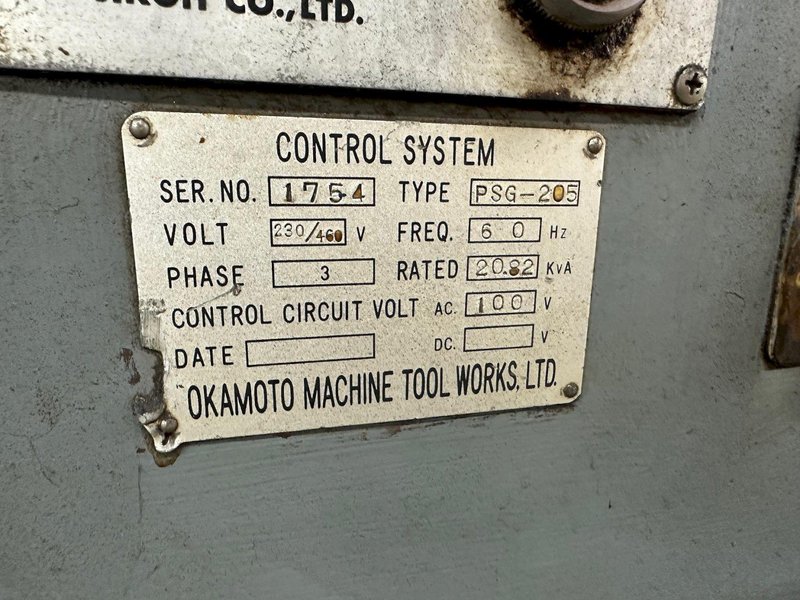 CO.,LTD.
CONTROL SYSTEM
SER. NO. 1754 TYPE PSG-205
VOLT 230/460 V FREQ. 60 Hz
PHASE 3 RATED 20.82 KVA
CONTROL CIRCUIT VOLT AC. 100 V
DATE DC. V
OKAMOTO MACHINE TOOL WORKS, LTD.